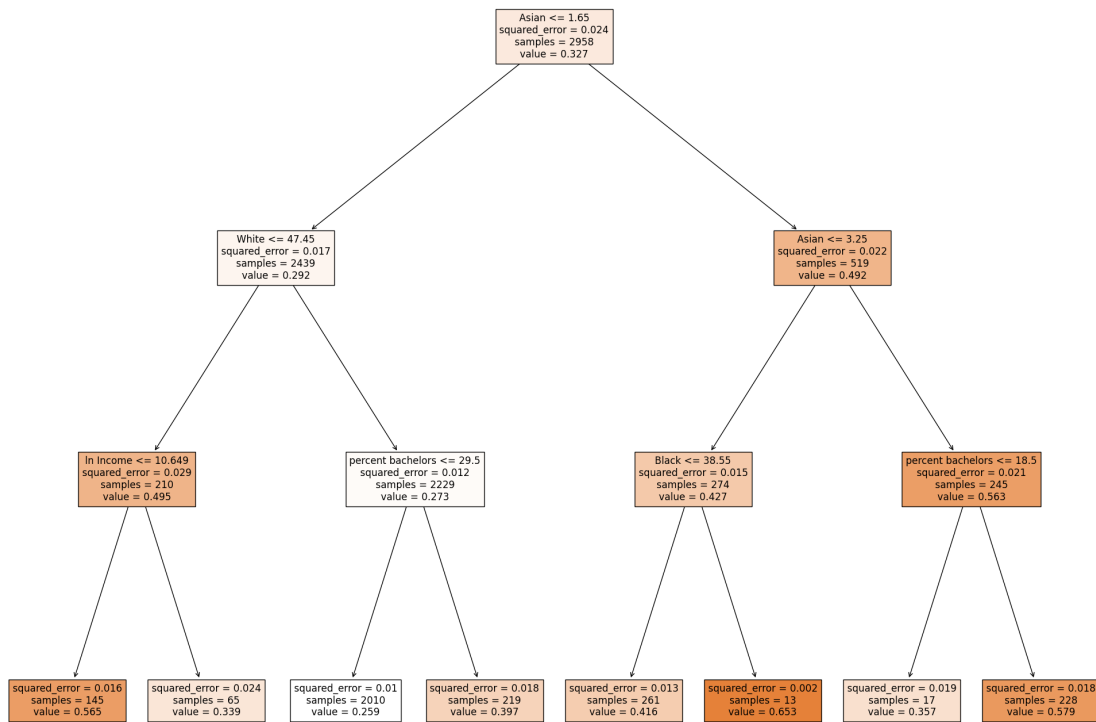 Asian <= 1.65
squared_error = 0.024
samples = 2958
value = 0.327
White <= 47.45
squared_error = 0.017
samples = 2439
value = 0.292
Asian <= 3.25
squared_error = 0.022
samples = 519
value = 0.492
ln Income <= 10.649
squared_error = 0.029
samples = 210
value = 0.495
percent bachelors <= 29.5
squared_error = 0.012
samples = 2229
value = 0.273
Black <= 38.55
squared_error = 0.015
samples = 274
value = 0.427
percent bachelors <= 18.5
squared_error = 0.021
samples = 245
value = 0.563
squared_error = 0.016
samples = 145
value = 0.565
squared_error = 0.024
samples = 65
value = 0.339
squared_error = 0.01
samples = 2010
value = 0.259
squared_error = 0.018
samples = 219
value = 0.397
squared_error = 0.013
samples = 261
value = 0.416
squared_error = 0.002
samples = 13
value = 0.653
squared_error = 0.019
samples = 17
value = 0.357
squared_error = 0.018
samples = 228
value = 0.579